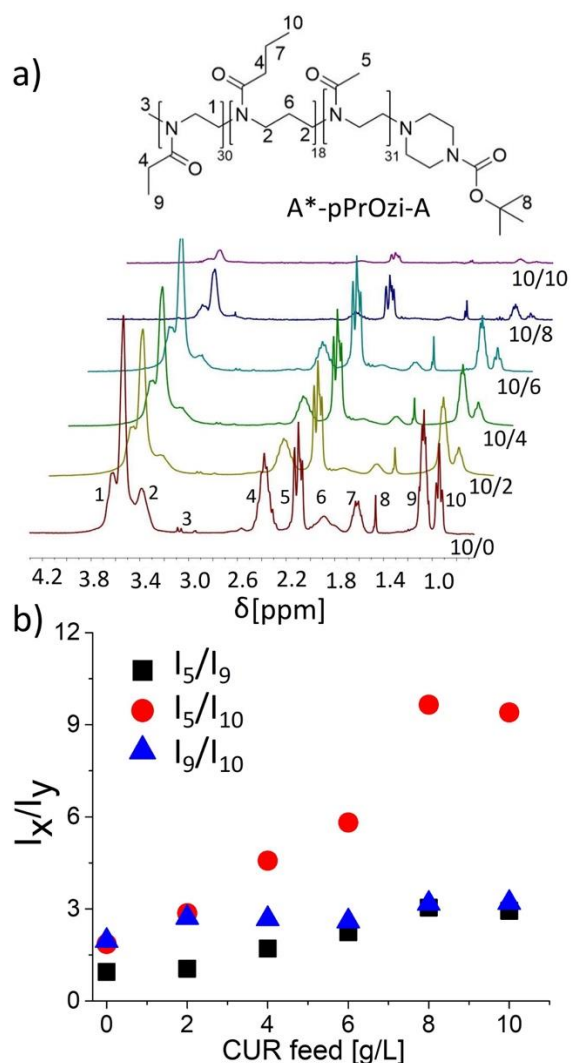 a)
10
7
4
O
5
O
3
1
6
N
30
N
2
2
18
N
31
N
N
O
O
4
O
9
8
A*-pPrOzi-A
10/10
10/8
10/6
10/4
10/2
1 2 3 4 5 6 7 8 9 10
10/0
4.2 3.8 3.4 3.0 2.6 2.2 1.8 1.4 1.0
δ[ppm]
b)
12
9
6
3
0
I5/I9
I5/I10
I9/I10
Ix/Iy
0 2 4 6 8 10
CUR feed [g/L]